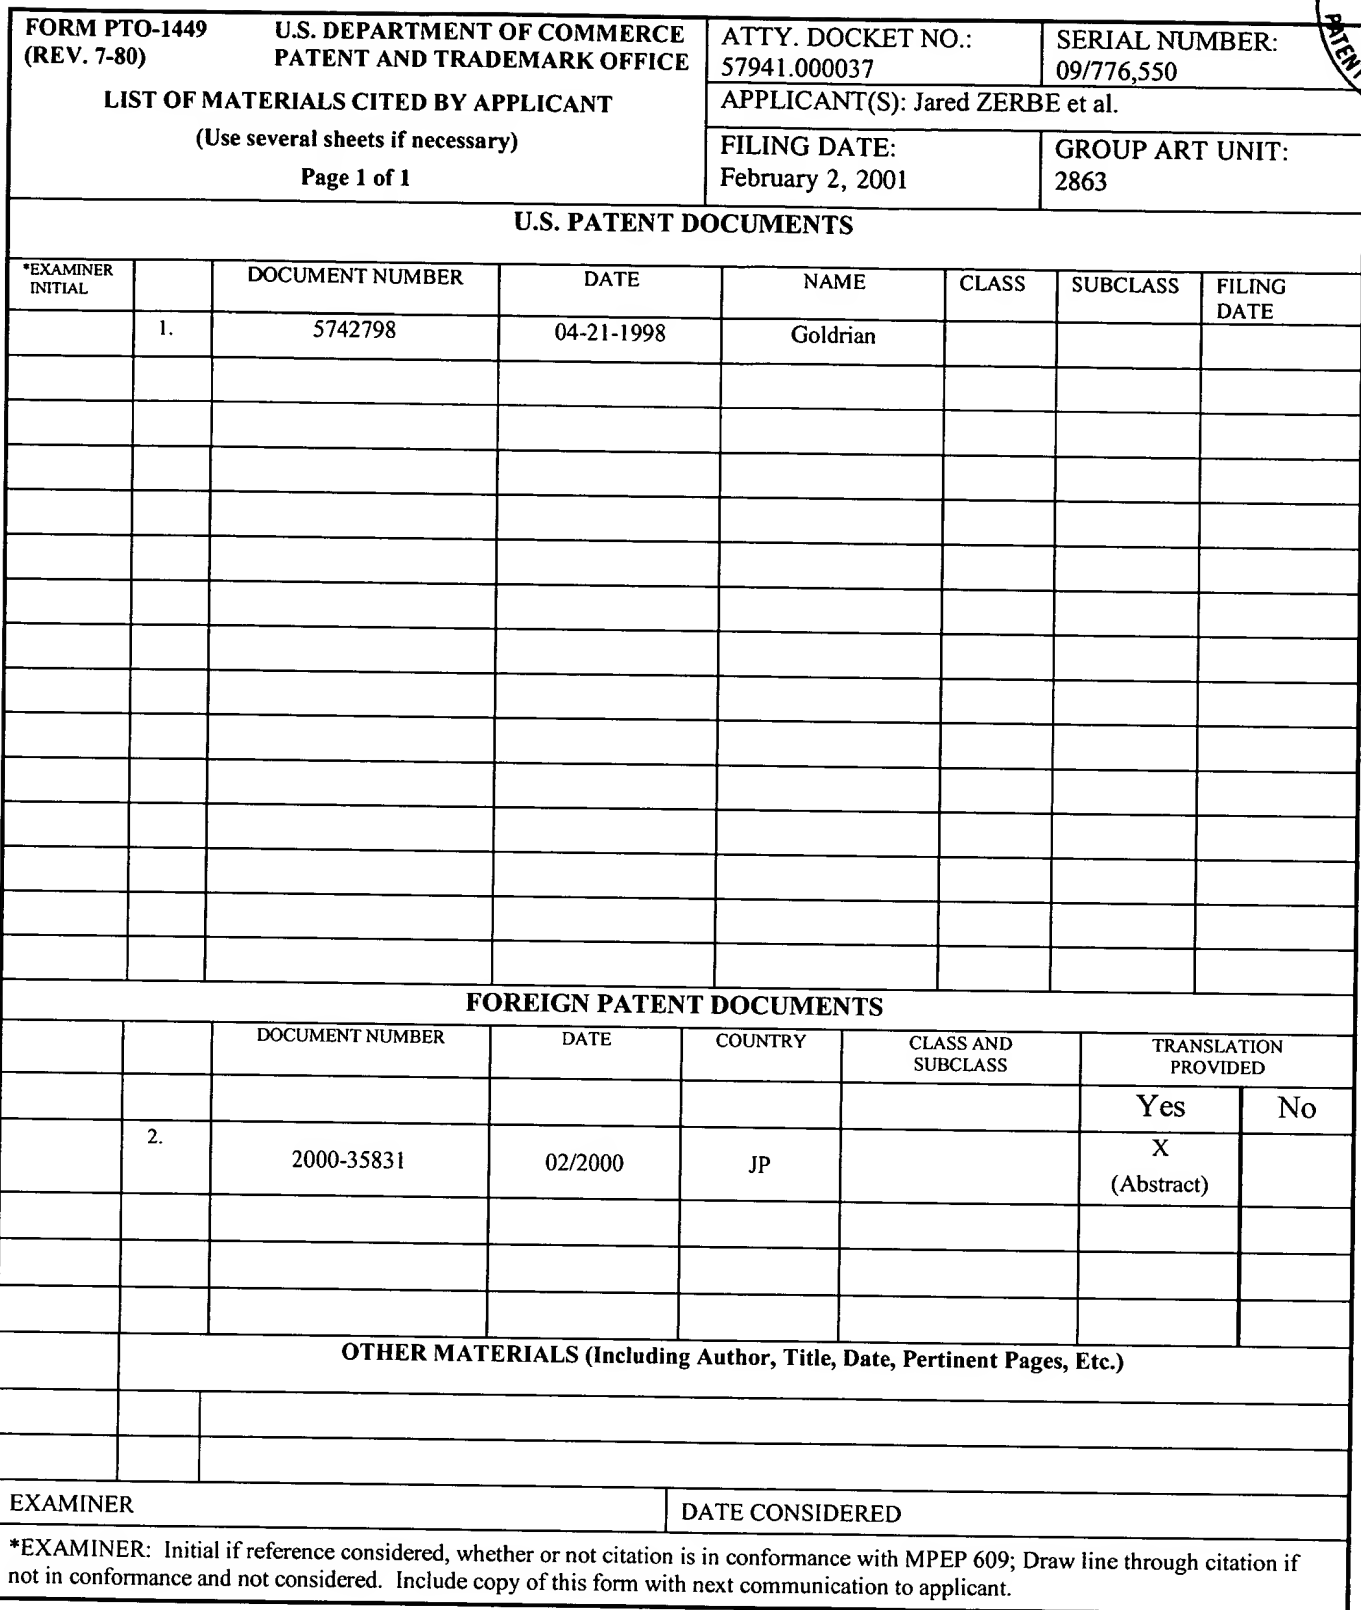 FORM PTO-1449 U.S. DEPARTMENT OF COMMERCE
(REV. 7-80) PATENT AND TRADEMARK OFFICE
LIST OF MATERIALS CITED BY APPLICANT
(Use several sheets if necessary)
Page 1 of 1
ATTY. DOCKET NO.:
57941.000037
SERIAL NUMBER:
09/776,550
APPLICANT(S): Jared ZERBE et al.
FILING DATE:
February 2, 2001
GROUP ART UNIT:
2863
PATENT
U.S. PATENT DOCUMENTS
*EXAMINER
INITIAL
DOCUMENT NUMBER
DATE
NAME
CLASS
SUBCLASS
FILING
DATE
1. 5742798 04-21-1998 Goldrian
FOREIGN PATENT DOCUMENTS
DOCUMENT NUMBER
DATE
COUNTRY
CLASS AND
SUBCLASS
TRANSLATION
PROVIDED
Yes No
2. 2000-35831 02/2000 JP X
(Abstract)
OTHER MATERIALS (Including Author, Title, Date, Pertinent Pages, Etc.)
EXAMINER
DATE CONSIDERED
*EXAMINER: Initial if reference considered, whether or not citation is in conformance with MPEP 609; Draw line through citation if
not in conformance and not considered. Include copy of this form with next communication to applicant.